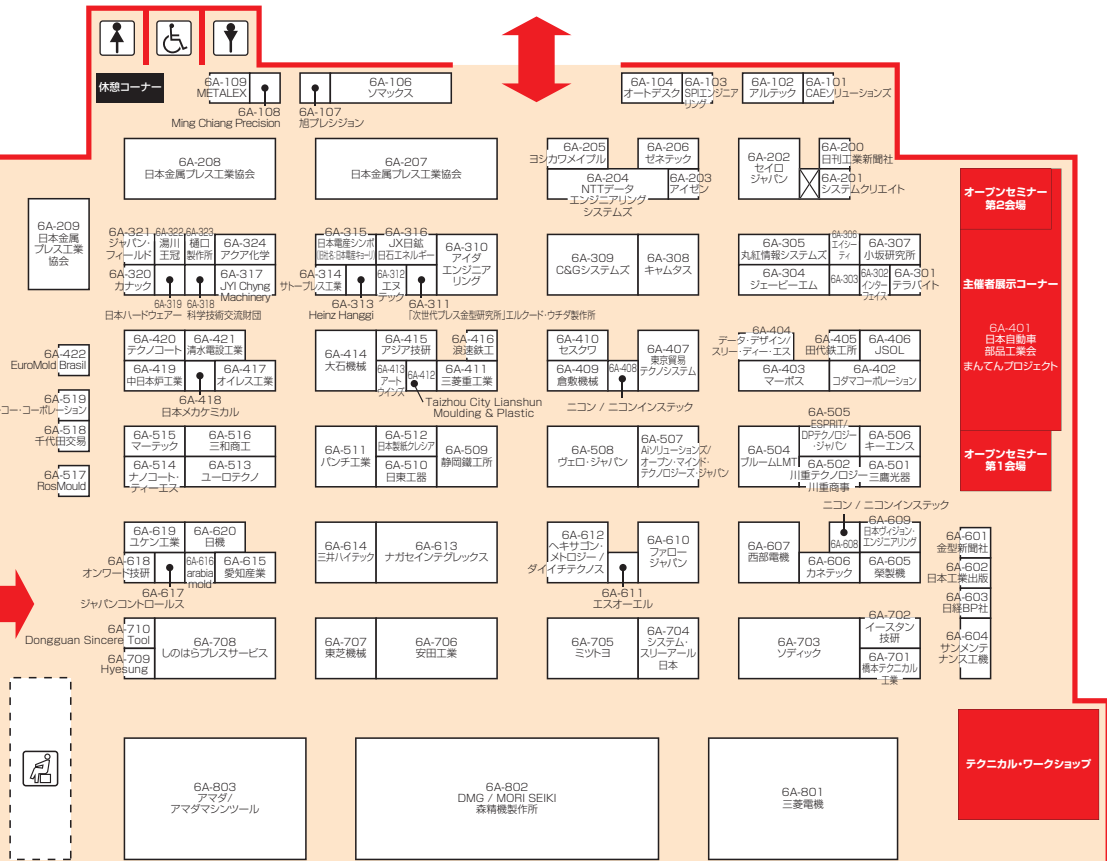 休憩コーナー
6A-109
METALEX
6A-108
Ming Chiang Precision
6A-107
旭プレシジョン
6A-106
ソマックス
6A-104
オートデスク
6A-103
SPIエンジニア
リング
6A-102
アルテック
6A-101
CAEソリューションズ
6A-208
日本金属プレス工業協会
6A-207
日本金属プレス工業協会
6A-205
ヨシカワメイプル
6A-206
ゼネテック
6A-204
NTTデータ
エンジニアリング
システムズ
6A-203
アイゼン
6A-202
セイロ
ジャパン
6A-200
日刊工業新聞社
6A-201
システムクリエイト
オープンセミナー
第2会場
6A-209
日本金属
プレス工業
協会
6A-321
ジャパン・
フィールド
6A-322
湯川
王冠
6A-323
樋口
製作所
6A-324
アクア化学
6A-320
カナック
6A-319
日本ハードウェアー
6A-318
科学技術交流財団
6A-317
JYI Chyng
Machinery
6A-315
日本電産シンポ
6A-316
JX日鉱
日石エネルギー
6A-310
アイダ
エンジニア
リング
6A-314
サトープレス工業
6A-313
Heinz Hanggi
6A-312
エヌ
テック
6A-311
「次世代プレス金型研究所」エルクード・ウチダ製作所
6A-309
C&Gシステムズ
6A-308
キャムタス
6A-305
丸紅情報システムズ
6A-306
エイシー
ティ
6A-307
小坂研究所
6A-304
ジェービーエム
6A-303
6A-302
インター
フェイス
6A-301
テラバイト
主催者展示コーナー
6A-401
日本自動車
部品工業会
まんてんプロジェクト
6A-422
EuroMold Brasil
6A-420
テクノコート
6A-421
清水電設工業
6A-419
中日本炉工業
6A-418
日本メカケミカル
6A-417
オイレス工業
6A-414
大石機械
6A-415
アジア技研
6A-416
浪速鉄工
6A-413
アート
ウインズ
6A-412
Taizhou City Lianshun
Moulding & Plastic
6A-411
三菱重工業
6A-410
セスクワ
6A-409
倉敷機械
6A-408
ニコン / ニコンインステック
6A-407
東京貿易
テクノシステム
6A-404
データ・デザイン/
スリー・ディー・エス
6A-405
田代鉄工所
6A-406
JSOL
6A-403
マーポス
6A-402
コダマコーポレーション
6A-519
コー・コーポレーション
6A-518
千代田交易
6A-517
RosMould
6A-515
マーテック
6A-516
三和商工
6A-514
ナノコート・
ティーエス
6A-513
ユーロテクノ
6A-511
パンチ工業
6A-512
日本製紙クレシア
6A-510
日東工器
6A-509
静岡鐵工所
6A-508
ヴェロ・ジャパン
6A-507
AIソリューションズ/
オープン・マインド・
テクノロジーズ・ジャパン
6A-504
ブルームLMT
6A-505
ESPRIT/
DPテクノロジー
・ジャパン
6A-506
キーエンス
6A-502
川重テクノロジー
川重商事
6A-501
三鷹光器
オープンセミナー
第1会場
6A-619
ユケン工業
6A-620
日機
6A-618
オンワード技研
6A-617
ジャパンコントロールス
6A-616
arabia
mold
6A-615
愛知産業
6A-614
三井ハイテック
6A-613
ナガセインテグレックス
6A-612
ヘキサゴン・
メトロジー/
ダイイチテクノス
6A-611
エスオーエル
6A-610
ファロー
ジャパン
6A-607
西部電機
ニコン / ニコンインステック
6A-608
6A-609
日本ヴィジョン・
エンジニアリング
6A-606
カネテック
6A-605
榮製機
6A-601
金型新聞社
6A-602
日本工業出版
6A-603
日経BP社
6A-604
サンメンテ
ナンス工機
6A-710
Dongguan Sincere Tool
6A-709
Hyesung
6A-708
しのはらプレスサービス
6A-707
東芝機械
6A-706
安田工業
6A-705
ミツトヨ
6A-704
システム・
スリーアール
日本
6A-703
ソディック
6A-702
イースタン
技研
6A-701
橋本テクニカル
工業
テクニカル・ワークショップ
6A-803
アマダ/
アマダマシンツール
6A-802
DMG / MORI SEIKI
森精機製作所
6A-801
三菱電機